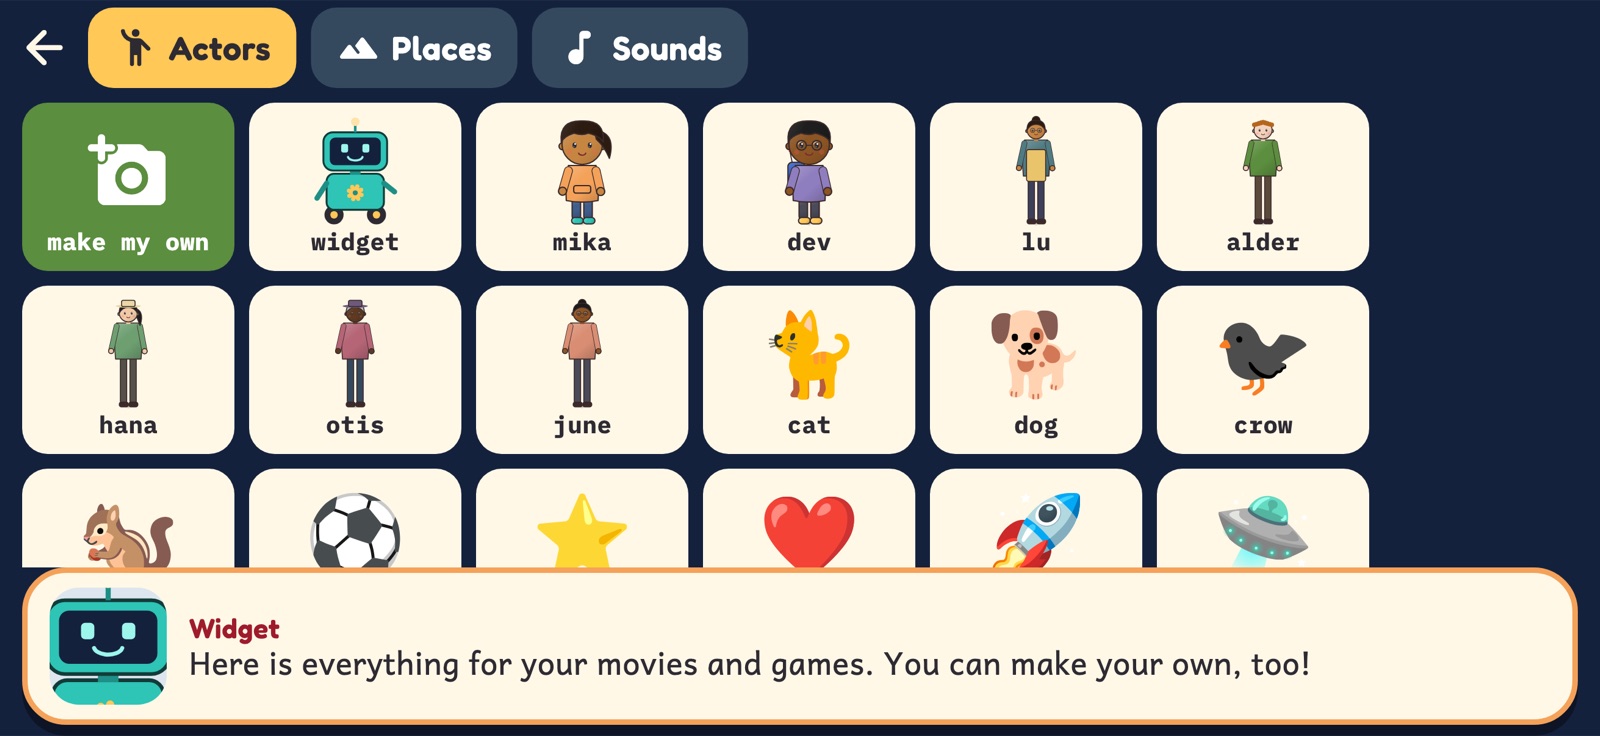 Actors
Places
Sounds
make my own
widget
mika
dev
lu
alder
hana
otis
june
cat
dog
crow
Widget
Here is everything for your movies and games. You can make your own, too!